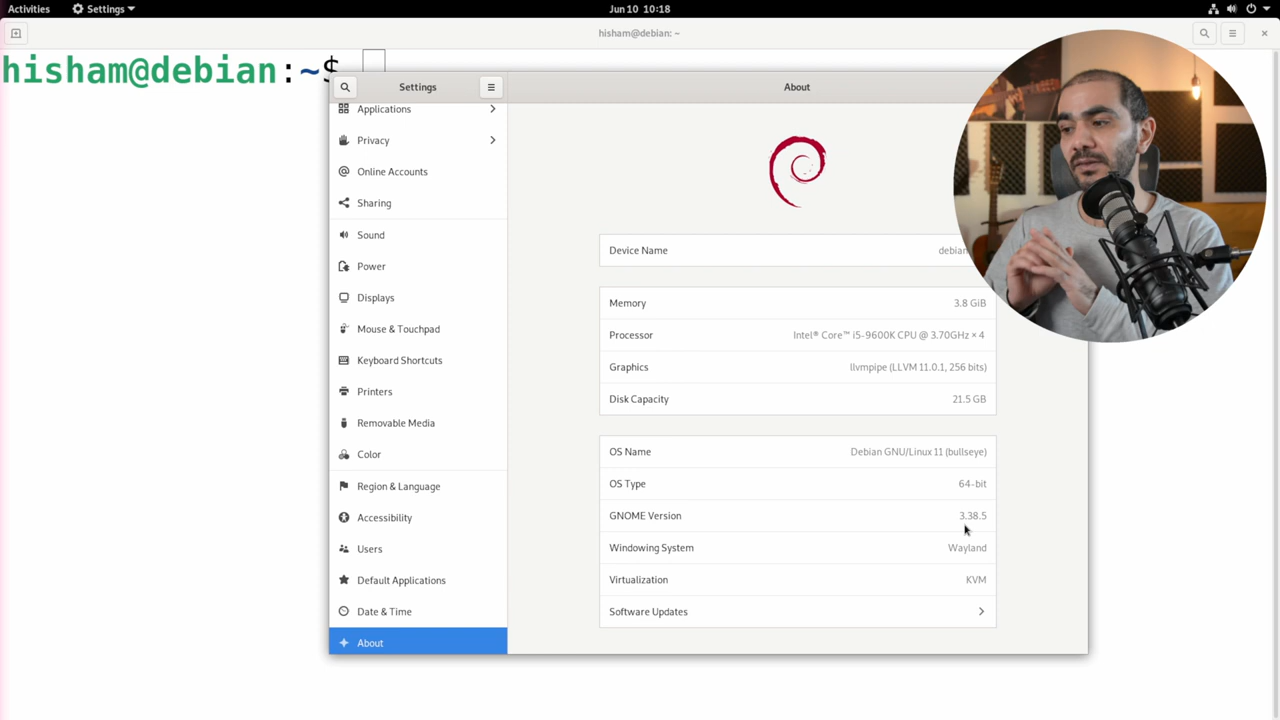 Activities Settings Jun 10 10:18
hisham@debian: ~
hisham@debian:~$
Settings
About
Applications
Privacy
Online Accounts
Sharing
Sound
Power
Displays
Mouse & Touchpad
Keyboard Shortcuts
Printers
Removable Media
Color
Region & Language
Accessibility
Users
Default Applications
Date & Time
About
Device Name debian
Memory 3.8 GiB
Processor Intel® Core™ i5-9600K CPU @ 3.70GHz × 4
Graphics llvmpipe (LLVM 11.0.1, 256 bits)
Disk Capacity 21.5 GB
OS Name Debian GNU/Linux 11 (bullseye)
OS Type 64-bit
GNOME Version 3.38.5
Windowing System Wayland
Virtualization KVM
Software Updates